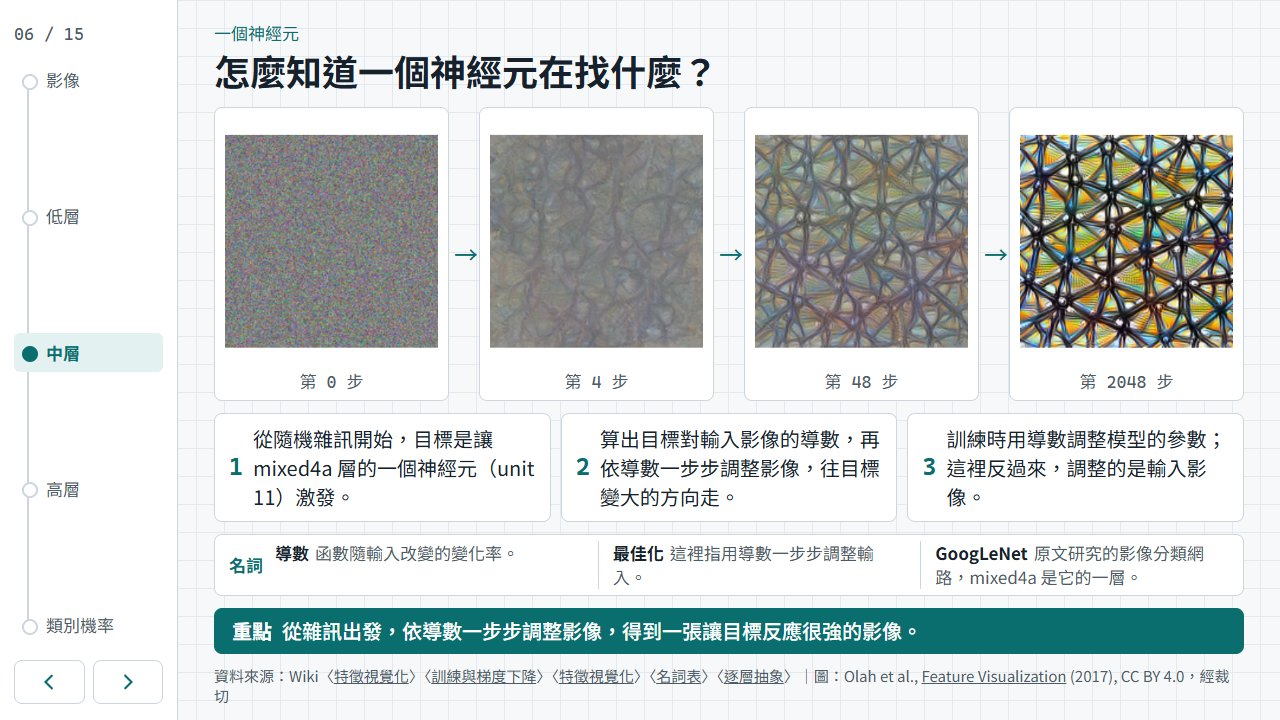 06 / 15
影像
低層
中層
高層
類別機率
一個神經元
怎麼知道一個神經元在找什麼？
→
→
→
第 0 步
第 4 步
第 48 步
第 2048 步
1
從隨機雜訊開始，目標是讓
mixed4a 層的一個神經元（unit
11）激發。
2
算出目標對輸入影像的導數，再
依導數一步步調整影像，往目標
變大的方向走。
3
訓練時用導數調整模型的參數；
這裡反過來，調整的是輸入影
像。
名詞
導數 函數隨輸入改變的變化率。
最佳化 這裡指用導數一步步調整輸
入。
GoogLeNet 原文研究的影像分類網
路，mixed4a 是它的一層。
重點 從雜訊出發，依導數一步步調整影像，得到一張讓目標反應很強的影像。
資料來源：Wiki〈特徵視覺化〉〈訓練與梯度下降〉〈特徵視覺化〉〈名詞表〉〈逐層抽象〉｜圖：Olah et al., Feature Visualization (2017), CC BY 4.0，經裁
切